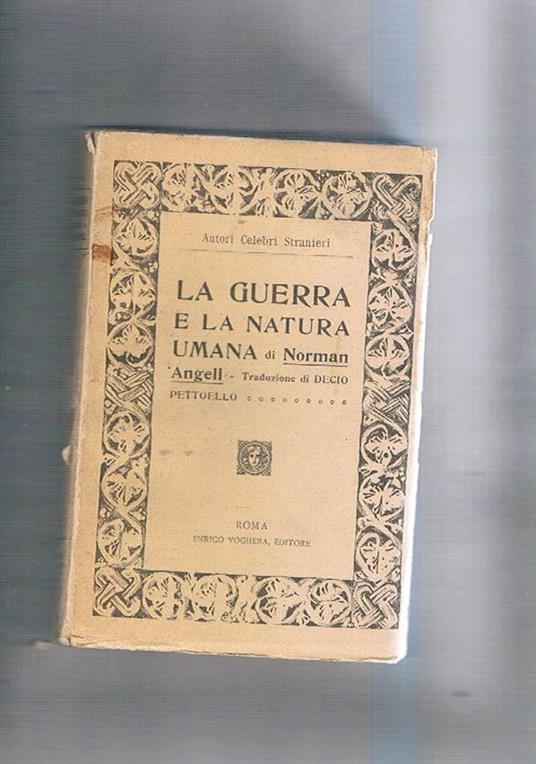 Autori Celebri Stranieri
LA GUERRA
E LA NATURA
UMANA di Norman
Angell - Traduzione di DECIO
PETTOELLO
ROMA
ENRICO VOGHERA, EDITORE